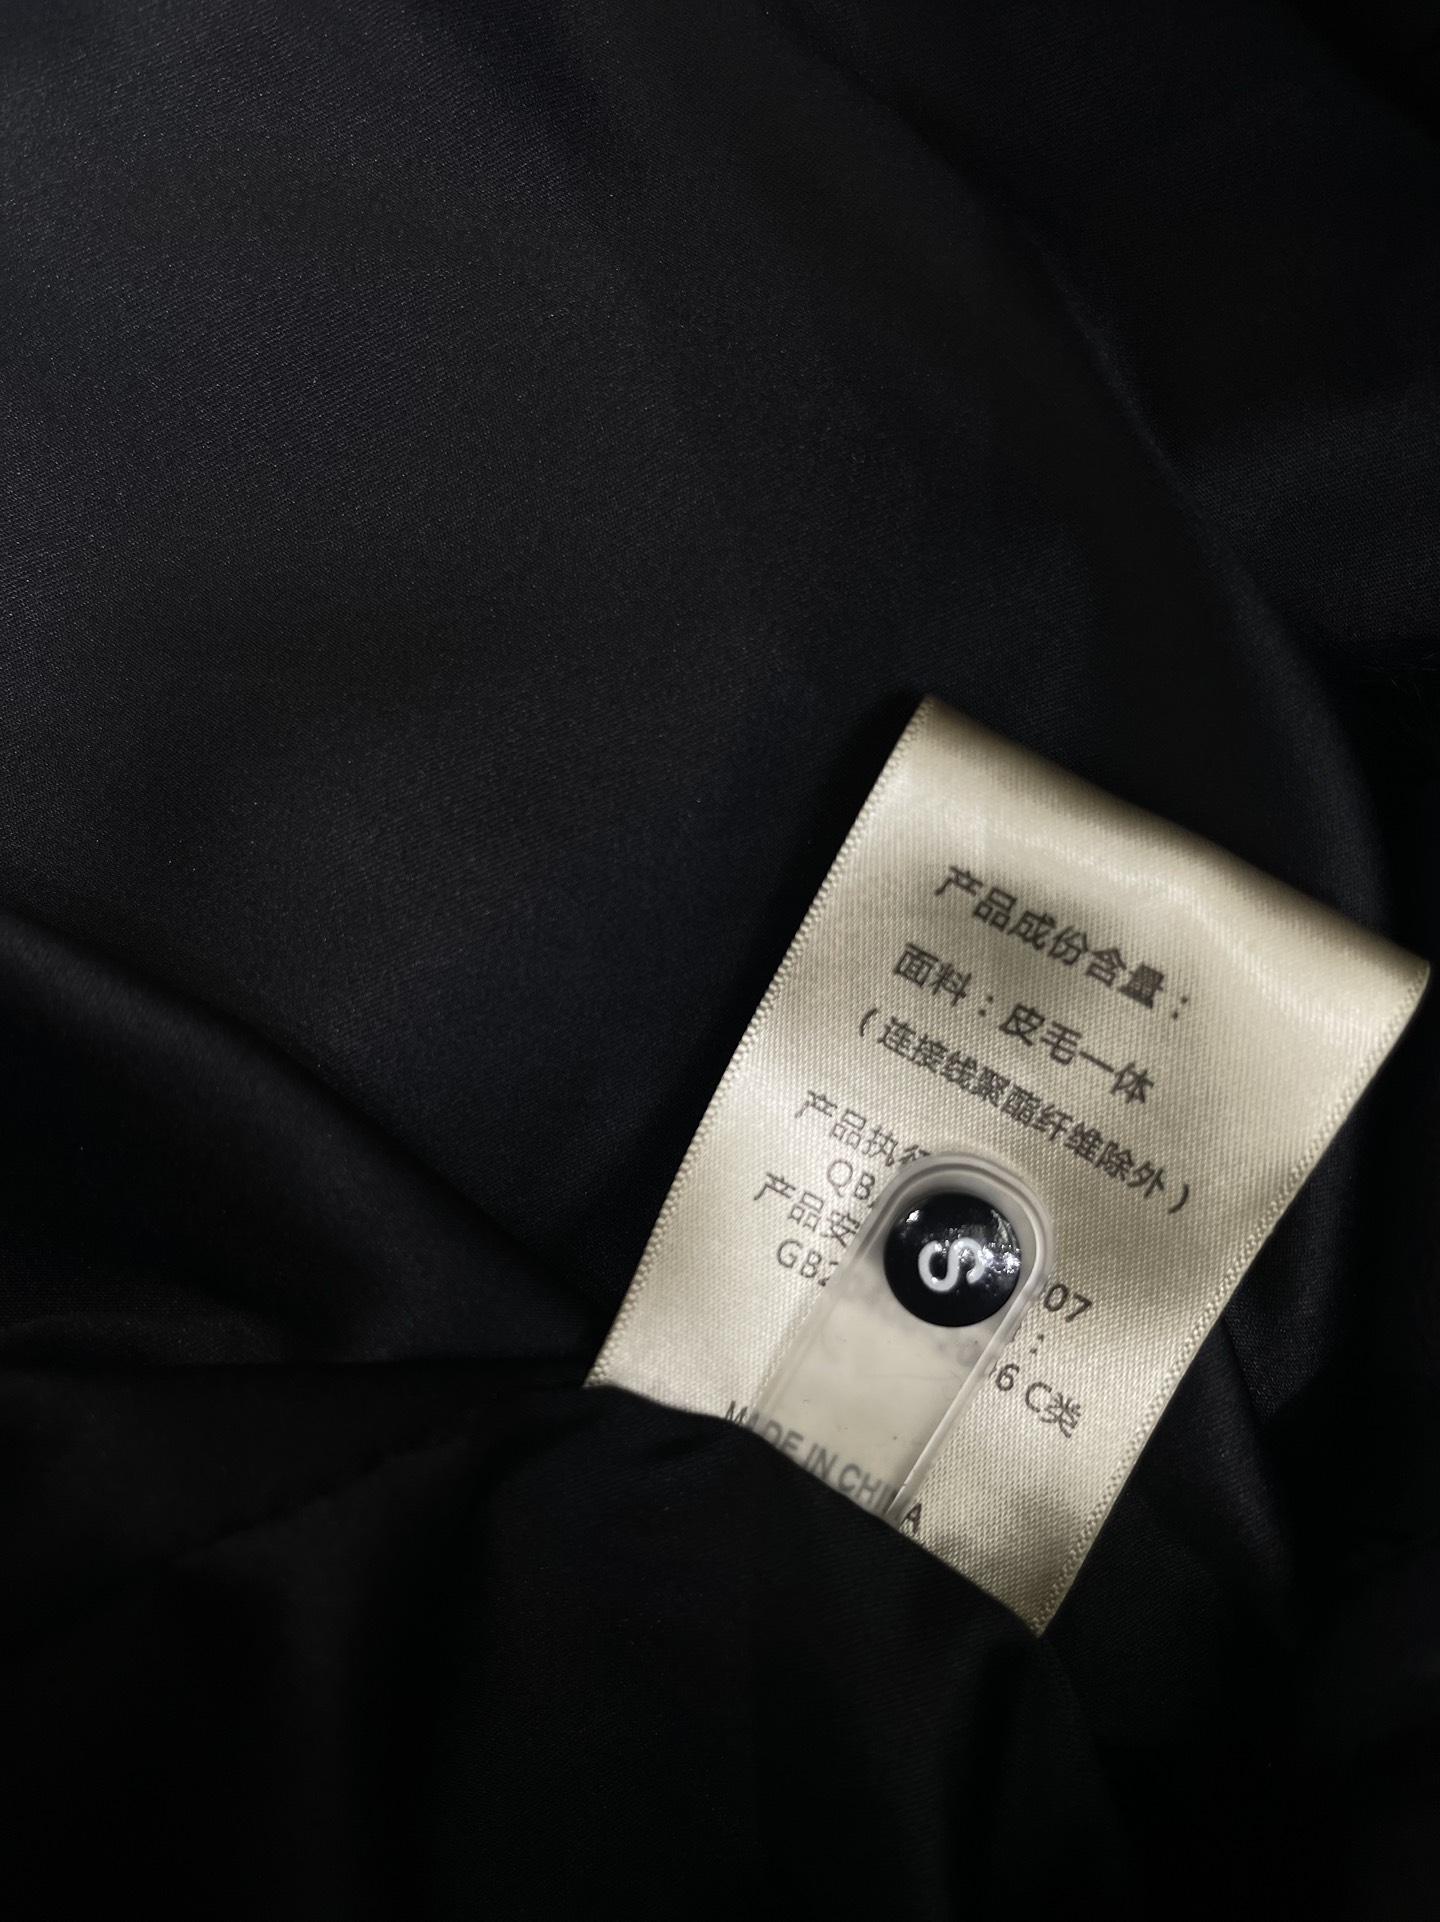 产品成份含量：
面料：皮毛一体
（连接线聚酯纤维除外）
产品执
QB 07
产品安 ：
GB2 6 C类
S
MADE IN CHINA